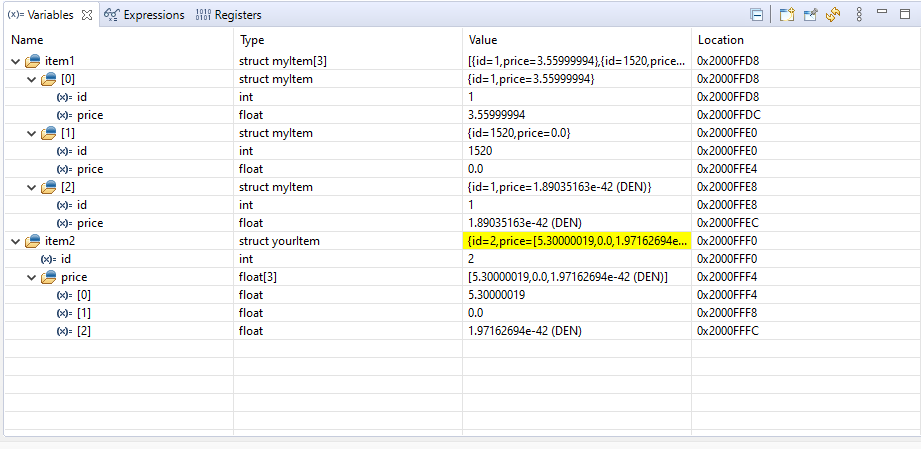 (x)= Variables Expressions 1010 0101 Registers
Name Type Value Location
item1 struct myItem[3] [{id=1,price=3.55999994},{id=1520,price... 0x2000FFD8
[0] struct myItem {id=1,price=3.55999994} 0x2000FFD8
(x)= id int 1 0x2000FFD8
(x)= price float 3.55999994 0x2000FFDC
[1] struct myItem {id=1520,price=0.0} 0x2000FFE0
(x)= id int 1520 0x2000FFE0
(x)= price float 0.0 0x2000FFE4
[2] struct myItem {id=1,price=1.89035163e-42 (DEN)} 0x2000FFE8
(x)= id int 1 0x2000FFE8
(x)= price float 1.89035163e-42 (DEN) 0x2000FFEC
item2 struct yourItem {id=2,price=[5.30000019,0.0,1.97162694e... 0x2000FFF0
(x)= id int 2 0x2000FFF0
price float[3] [5.30000019,0.0,1.97162694e-42 (DEN)] 0x2000FFF4
(x)= [0] float 5.30000019 0x2000FFF4
(x)= [1] float 0.0 0x2000FFF8
(x)= [2] float 1.97162694e-42 (DEN) 0x2000FFFC